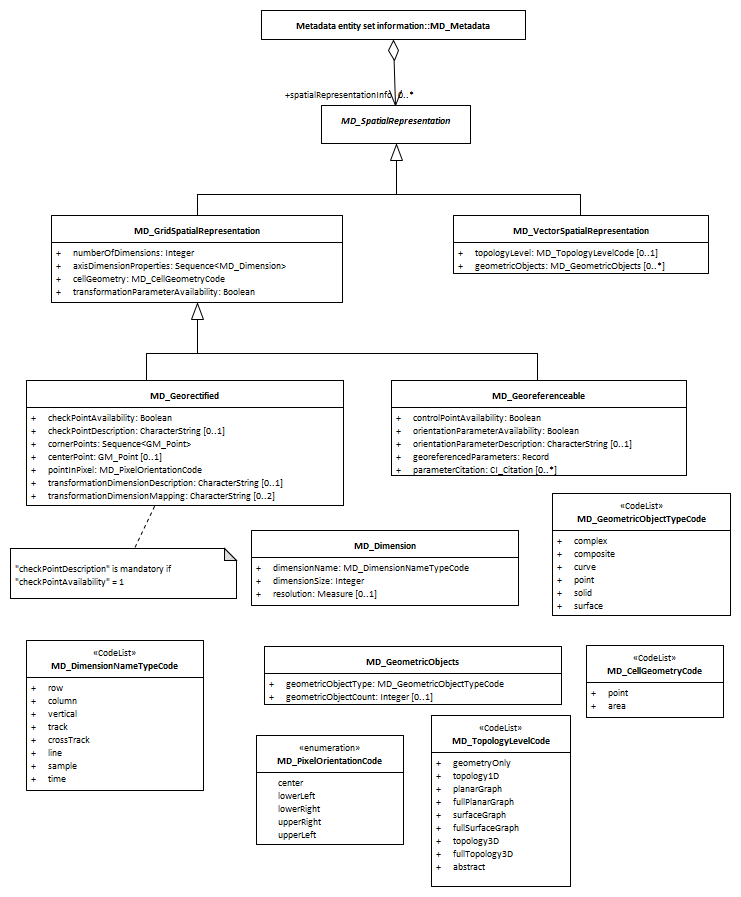 Metadata entity set information::MD_Metadata
+spatialRepresentationInfo 0..*
MD_SpatialRepresentation
MD_GridSpatialRepresentation
+ numberOfDimensions: Integer
+ axisDimensionProperties: Sequence<MD_Dimension>
+ cellGeometry: MD_CellGeometryCode
+ transformationParameterAvailability: Boolean
MD_VectorSpatialRepresentation
+ topologyLevel: MD_TopologyLevelCode [0..1]
+ geometricObjects: MD_GeometricObjects [0..*]
MD_Georectified
+ checkPointAvailability: Boolean
+ checkPointDescription: CharacterString [0..1]
+ cornerPoints: Sequence<GM_Point>
+ centerPoint: GM_Point [0..1]
+ pointInPixel: MD_PixelOrientationCode
+ transformationDimensionDescription: CharacterString [0..1]
+ transformationDimensionMapping: CharacterString [0..2]
MD_Georeferenceable
+ controlPointAvailability: Boolean
+ orientationParameterAvailability: Boolean
+ orientationParameterDescription: CharacterString [0..1]
+ georeferencedParameters: Record
+ parameterCitation: CI_Citation [0..*]
"checkPointDescription" is mandatory if
"checkPointAvailability" = 1
MD_Dimension
+ dimensionName: MD_DimensionNameTypeCode
+ dimensionSize: Integer
+ resolution: Measure [0..1]
«CodeList»
MD_GeometricObjectTypeCode
+ complex
+ composite
+ curve
+ point
+ solid
+ surface
«CodeList»
MD_DimensionNameTypeCode
+ row
+ column
+ vertical
+ track
+ crossTrack
+ line
+ sample
+ time
MD_GeometricObjects
+ geometricObjectType: MD_GeometricObjectTypeCode
+ geometricObjectCount: Integer [0..1]
«CodeList»
MD_CellGeometryCode
+ point
+ area
«enumeration»
MD_PixelOrientationCode
center
lowerLeft
lowerRight
upperRight
upperLeft
«CodeList»
MD_TopologyLevelCode
+ geometryOnly
+ topology1D
+ planarGraph
+ fullPlanarGraph
+ surfaceGraph
+ fullSurfaceGraph
+ topology3D
+ fullTopology3D
+ abstract